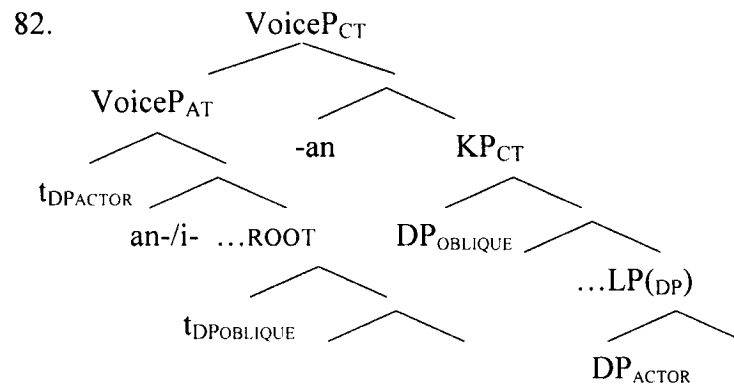 82. VoiceP_CT
VoiceP_AT
-an KP_CT
t_DPACTOR
an-/i- …ROOT DP_OBLIQUE
…LP(_DP)
t_DPOBLIQUE
DP_ACTOR